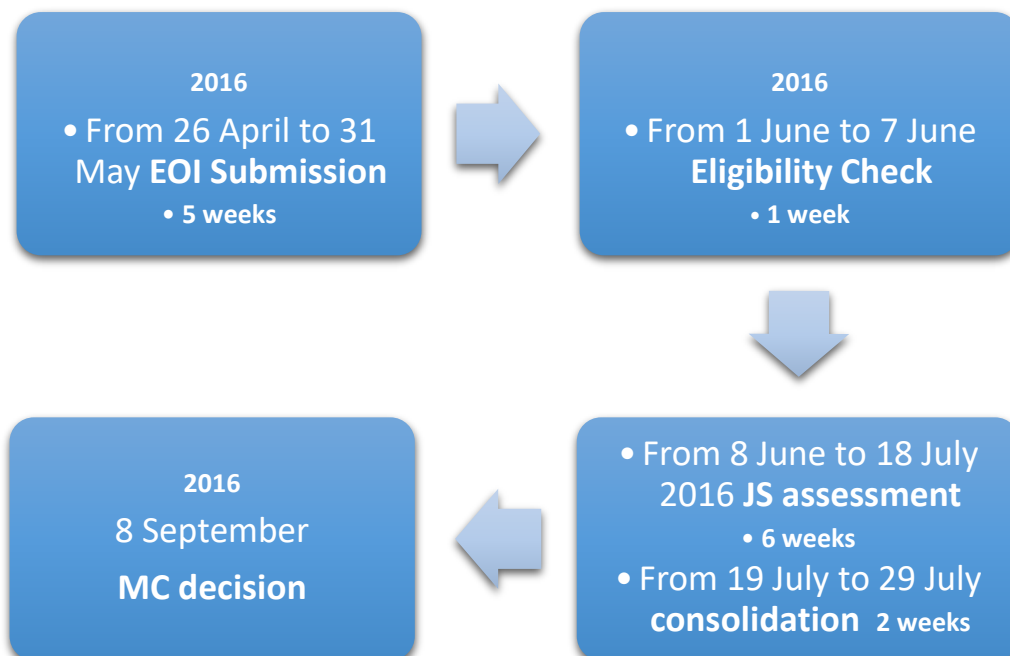 2016
• From 26 April to 31
May EOI Submission
• 5 weeks
2016
• From 1 June to 7 June
Eligibility Check
• 1 week
• From 8 June to 18 July
2016 JS assessment
• 6 weeks
• From 19 July to 29 July
consolidation 2 weeks
2016
8 September
MC decision